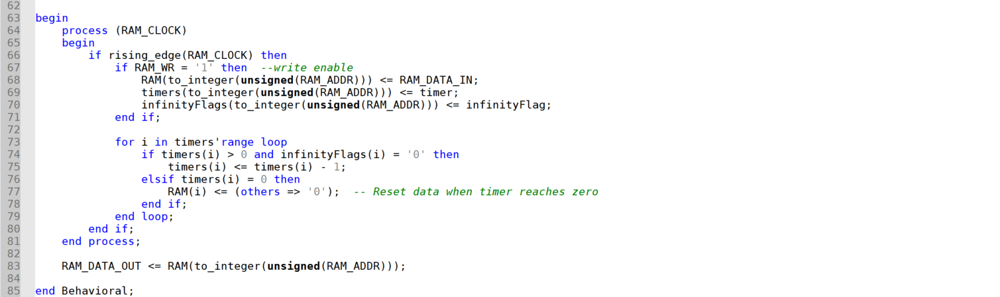 62
63 begin
64     process (RAM_CLOCK)
65     begin
66         if rising_edge(RAM_CLOCK) then
67             if RAM_WR = '1' then  --write enable
68                 RAM(to_integer(unsigned(RAM_ADDR))) <= RAM_DATA_IN;
69                 timers(to_integer(unsigned(RAM_ADDR))) <= timer;
70                 infinityFlags(to_integer(unsigned(RAM_ADDR))) <= infinityFlag;
71             end if;
72
73             for i in timers'range loop
74                 if timers(i) > 0 and infinityFlags(i) = '0' then
75                     timers(i) <= timers(i) - 1;
76                 elsif timers(i) = 0 then
77                     RAM(i) <= (others => '0');  -- Reset data when timer reaches zero
78                 end if;
79             end loop;
80         end if;
81     end process;
82
83     RAM_DATA_OUT <= RAM(to_integer(unsigned(RAM_ADDR)));
84
85 end Behavioral;